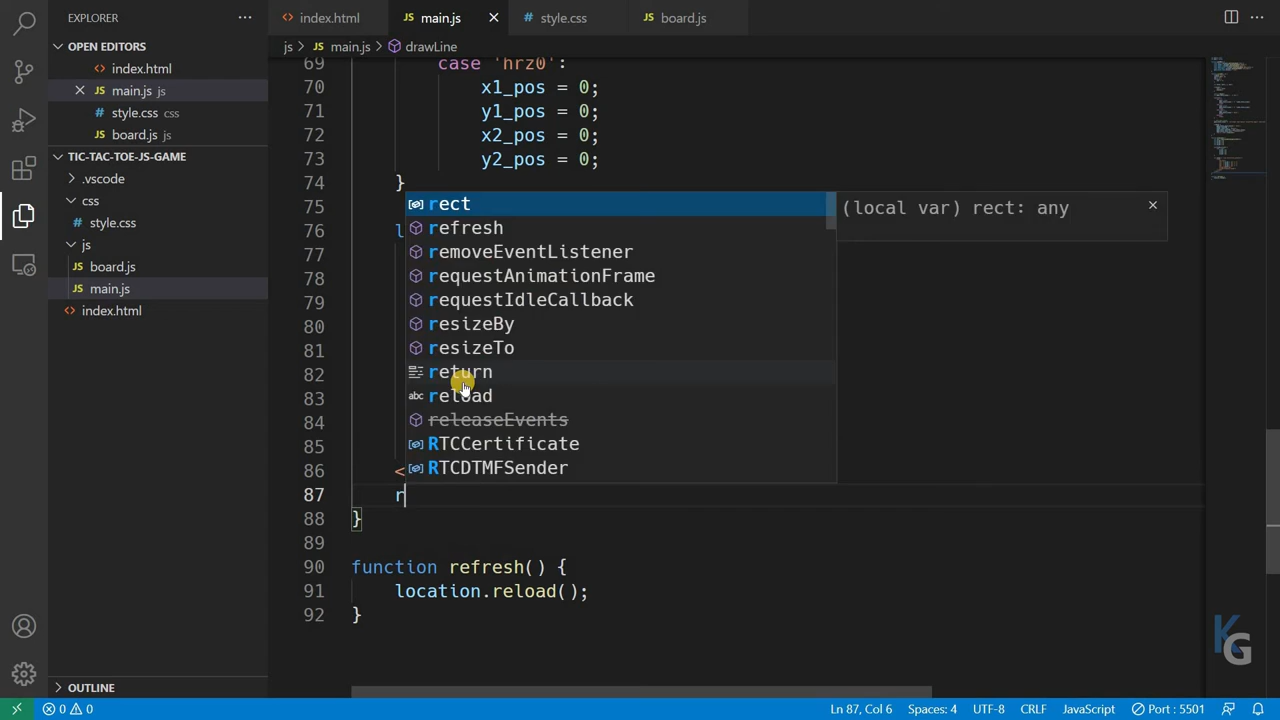 EXPLORER
index.html
main.js
style.css
board.js
OPEN EDITORS
js
main.js
drawLine
index.html
main.js js
style.css css
board.js js
TIC-TAC-TOE-JS-GAME
.vscode
css
style.css
js
board.js
main.js
index.html
69 case 'hrz0':
70 x1_pos = 0;
71 y1_pos = 0;
72 x2_pos = 0;
73 y2_pos = 0;
74 }
75
76 l
77
78
79
80
81
82
83
84
85
86 <
87 r
88 }
89
90 function refresh() {
91 location.reload();
92 }
rect
(local var) rect: any
refresh
removeEventListener
requestAnimationFrame
requestIdleCallback
resizeBy
resizeTo
return
reload
releaseEvents
RTCCertificate
RTCDTMFSender
OUTLINE
KG
0 0
Ln 87, Col 6
Spaces: 4
UTF-8
CRLF
JavaScript
Port : 5501